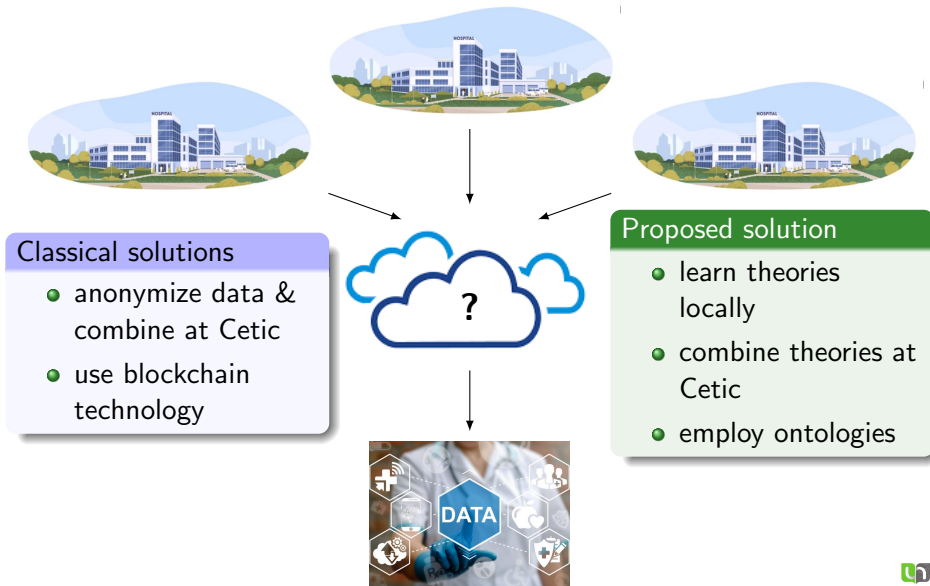 HOSPITAL
HOSPITAL
HOSPITAL
Classical solutions
anonymize data &
combine at Cetic
use blockchain
technology
?
Proposed solution
learn theories
locally
combine theories at
Cetic
employ ontologies
DATA